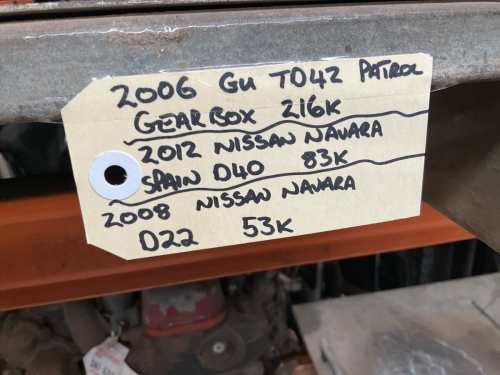 2006 GU TD42 PATROL
GEARBOX 216K
2012 NISSAN NAVARA
SPAIN D40 83K
2008 NISSAN NAVARA
D22 53K